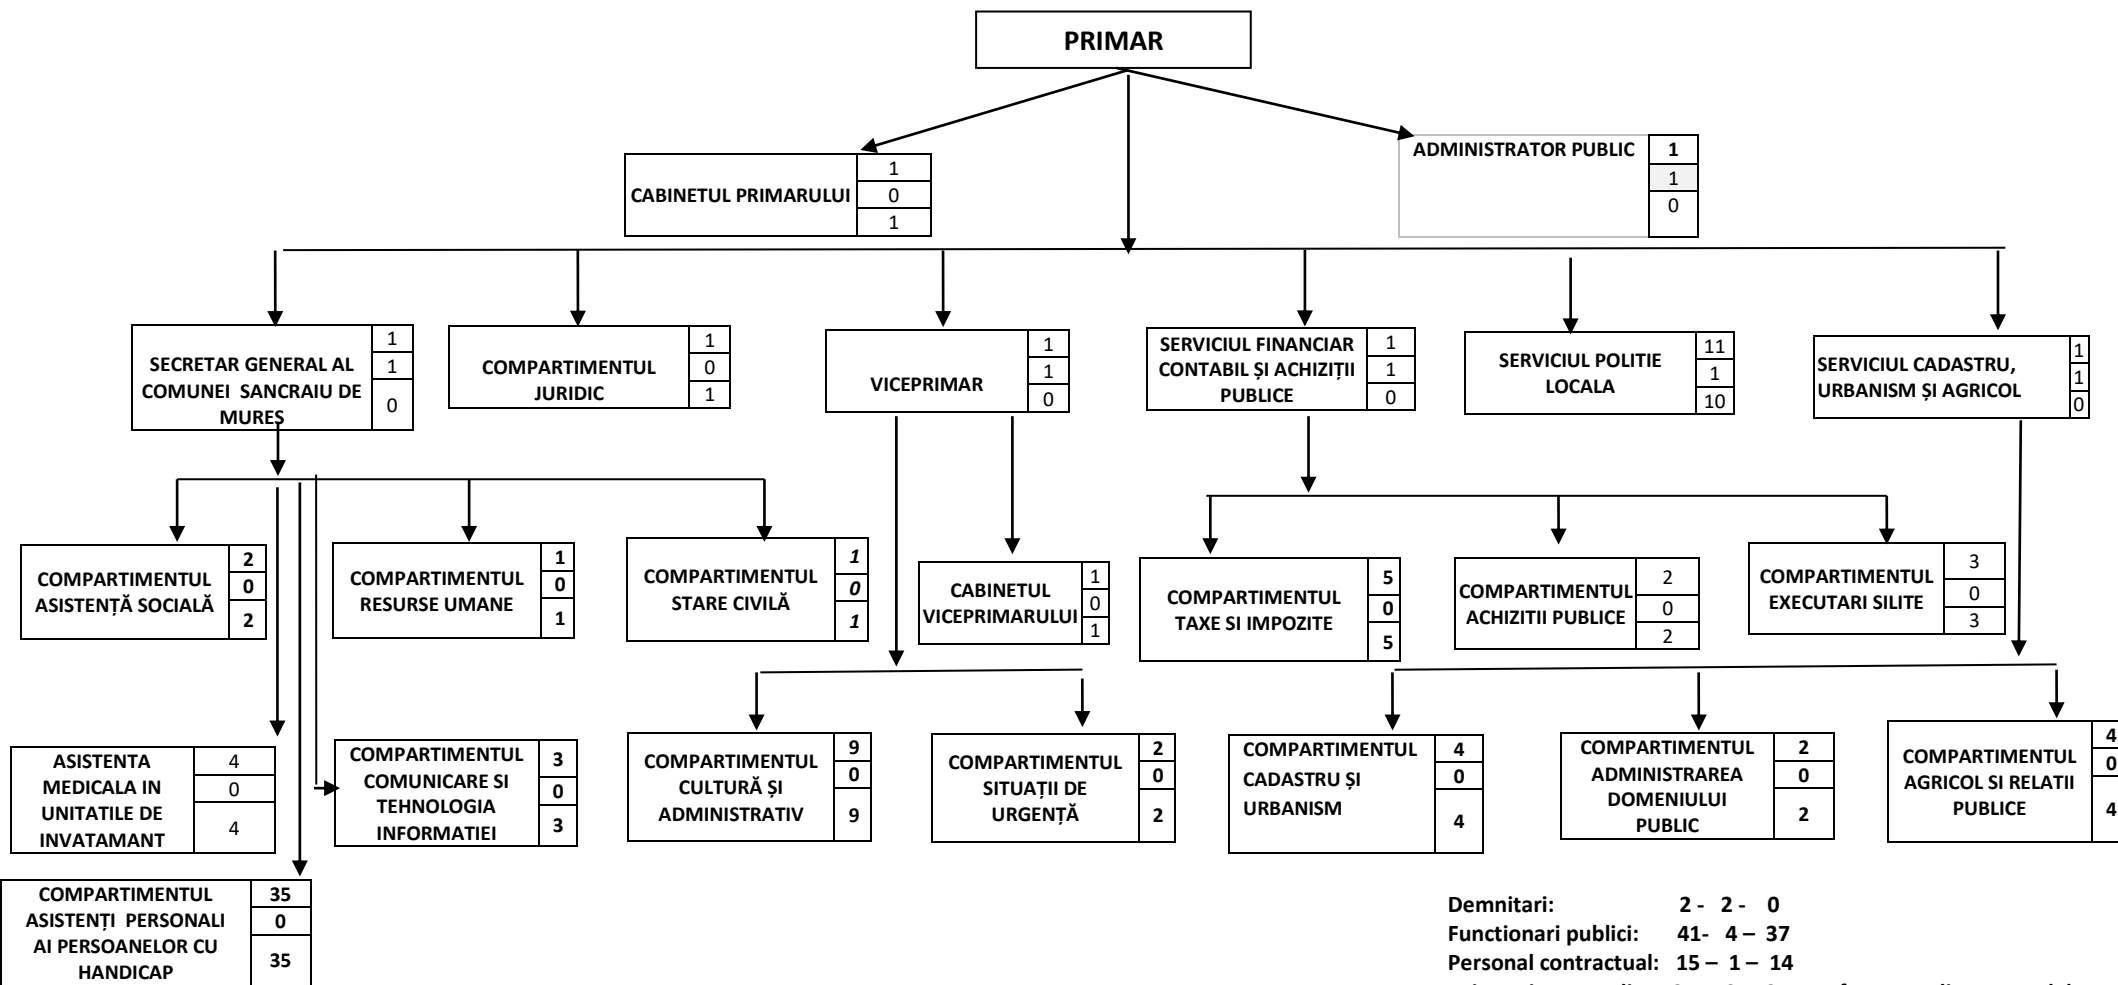 PRIMAR
CABINETUL PRIMARULUI
1
0
1
ADMINISTRATOR PUBLIC
1
1
0
SECRETAR GENERAL AL
COMUNEI SANCRAIU DE
MUREȘ
1
1
0
COMPARTIMENTUL
JURIDIC
1
0
1
VICEPRIMAR
1
1
0
SERVICIUL FINANCIAR
CONTABIL ȘI ACHIZIȚII
PUBLICE
1
1
0
SERVICIUL POLITIE
LOCALA
11
1
10
SERVICIUL CADASTRU,
URBANISM ȘI AGRICOL
1
1
0
COMPARTIMENTUL
ASISTENȚĂ SOCIALĂ
2
0
2
COMPARTIMENTUL
RESURSE UMANE
1
0
1
COMPARTIMENTUL
STARE CIVILĂ
1
0
1
CABINETUL
VICEPRIMARULUI
1
0
1
COMPARTIMENTUL
TAXE SI IMPOZITE
5
0
5
COMPARTIMENTUL
ACHIZITII PUBLICE
2
0
2
COMPARTIMENTUL
EXECUTARI SILITE
3
0
3
ASISTENTA
MEDICALA IN
UNITATILE DE
INVATAMANT
4
0
4
COMPARTIMENTUL
COMUNICARE SI
TEHNOLOGIA
INFORMATIEI
3
0
3
COMPARTIMENTUL
CULTURĂ ȘI
ADMINISTRATIV
9
0
9
COMPARTIMENTUL
SITUAȚII DE
URGENȚĂ
2
0
2
COMPARTIMENTUL
CADASTRU ȘI
URBANISM
4
0
4
COMPARTIMENTUL
ADMINISTRAREA
DOMENIULUI
PUBLIC
2
0
2
COMPARTIMENTUL
AGRICOL SI RELATII
PUBLICE
4
0
4
COMPARTIMENTUL
ASISTENȚI PERSONALI
AI PERSOANELOR CU
HANDICAP
35
0
35
Demnitari: 2 - 2 - 0
Functionari publici: 41- 4 – 37
Personal contractual: 15 – 1 – 14